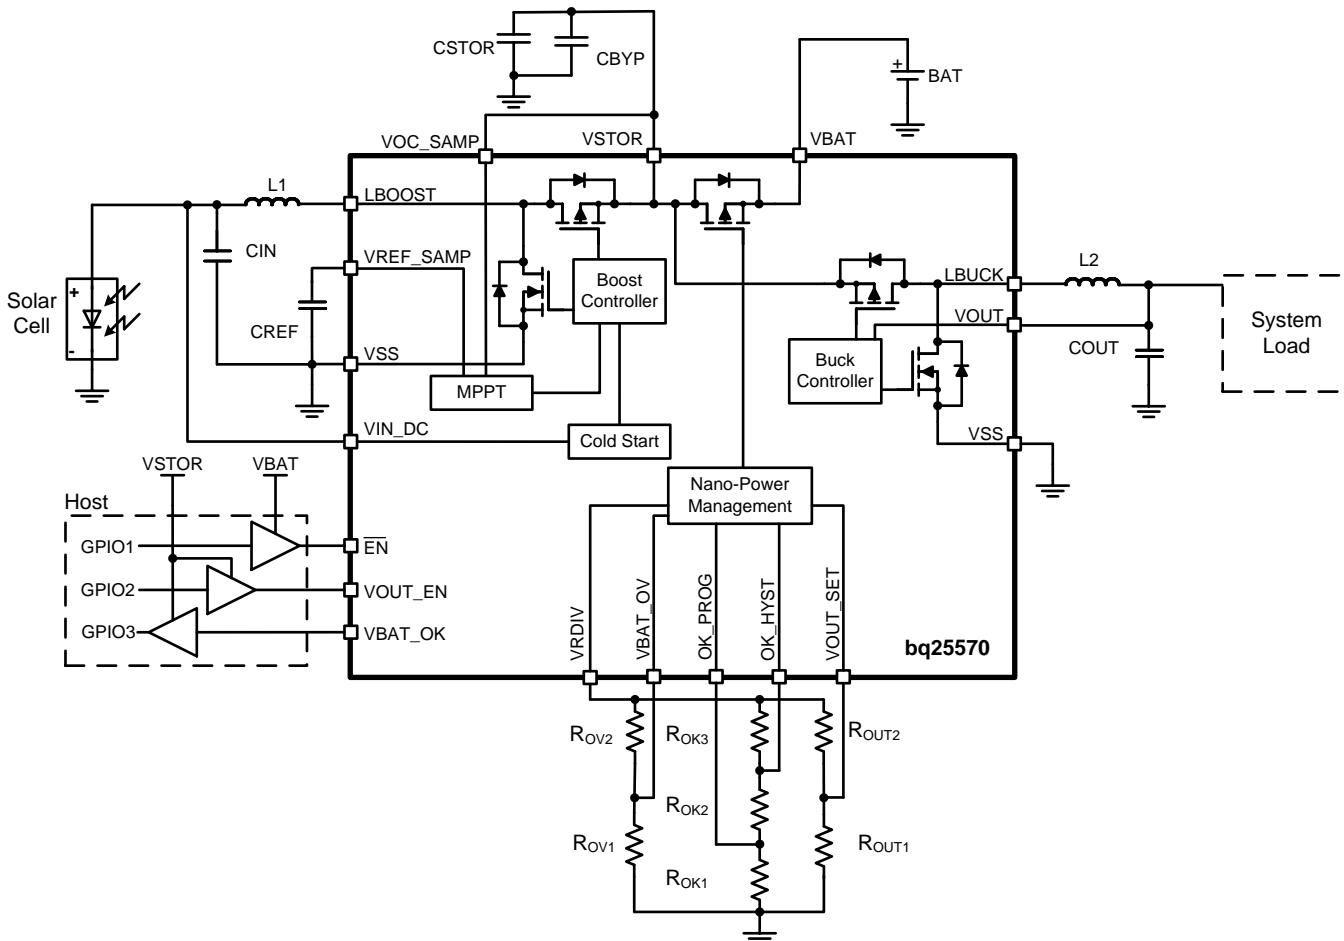 CSTOR
CBYP
+
BAT
VOC_SAMP
VSTOR
VBAT
L1
LBOOST
CIN
VREF_SAMP
Boost
Controller
LBUCK
L2
Solar
Cell
+
-
CREF
VOUT
System
Load
VSS
MPPT
Buck
Controller
COUT
VIN_DC
Cold Start
VSS
VSTOR
VBAT
Nano-Power
Management
Host
GPIO1
EN
GPIO2
VOUT_EN
GPIO3
VBAT_OK
VRDIV
VBAT_OV
OK_PROG
OK_HYST
VOUT_SET
bq25570
ROV2
ROK3
ROUT2
ROK2
ROV1
ROUT1
ROK1